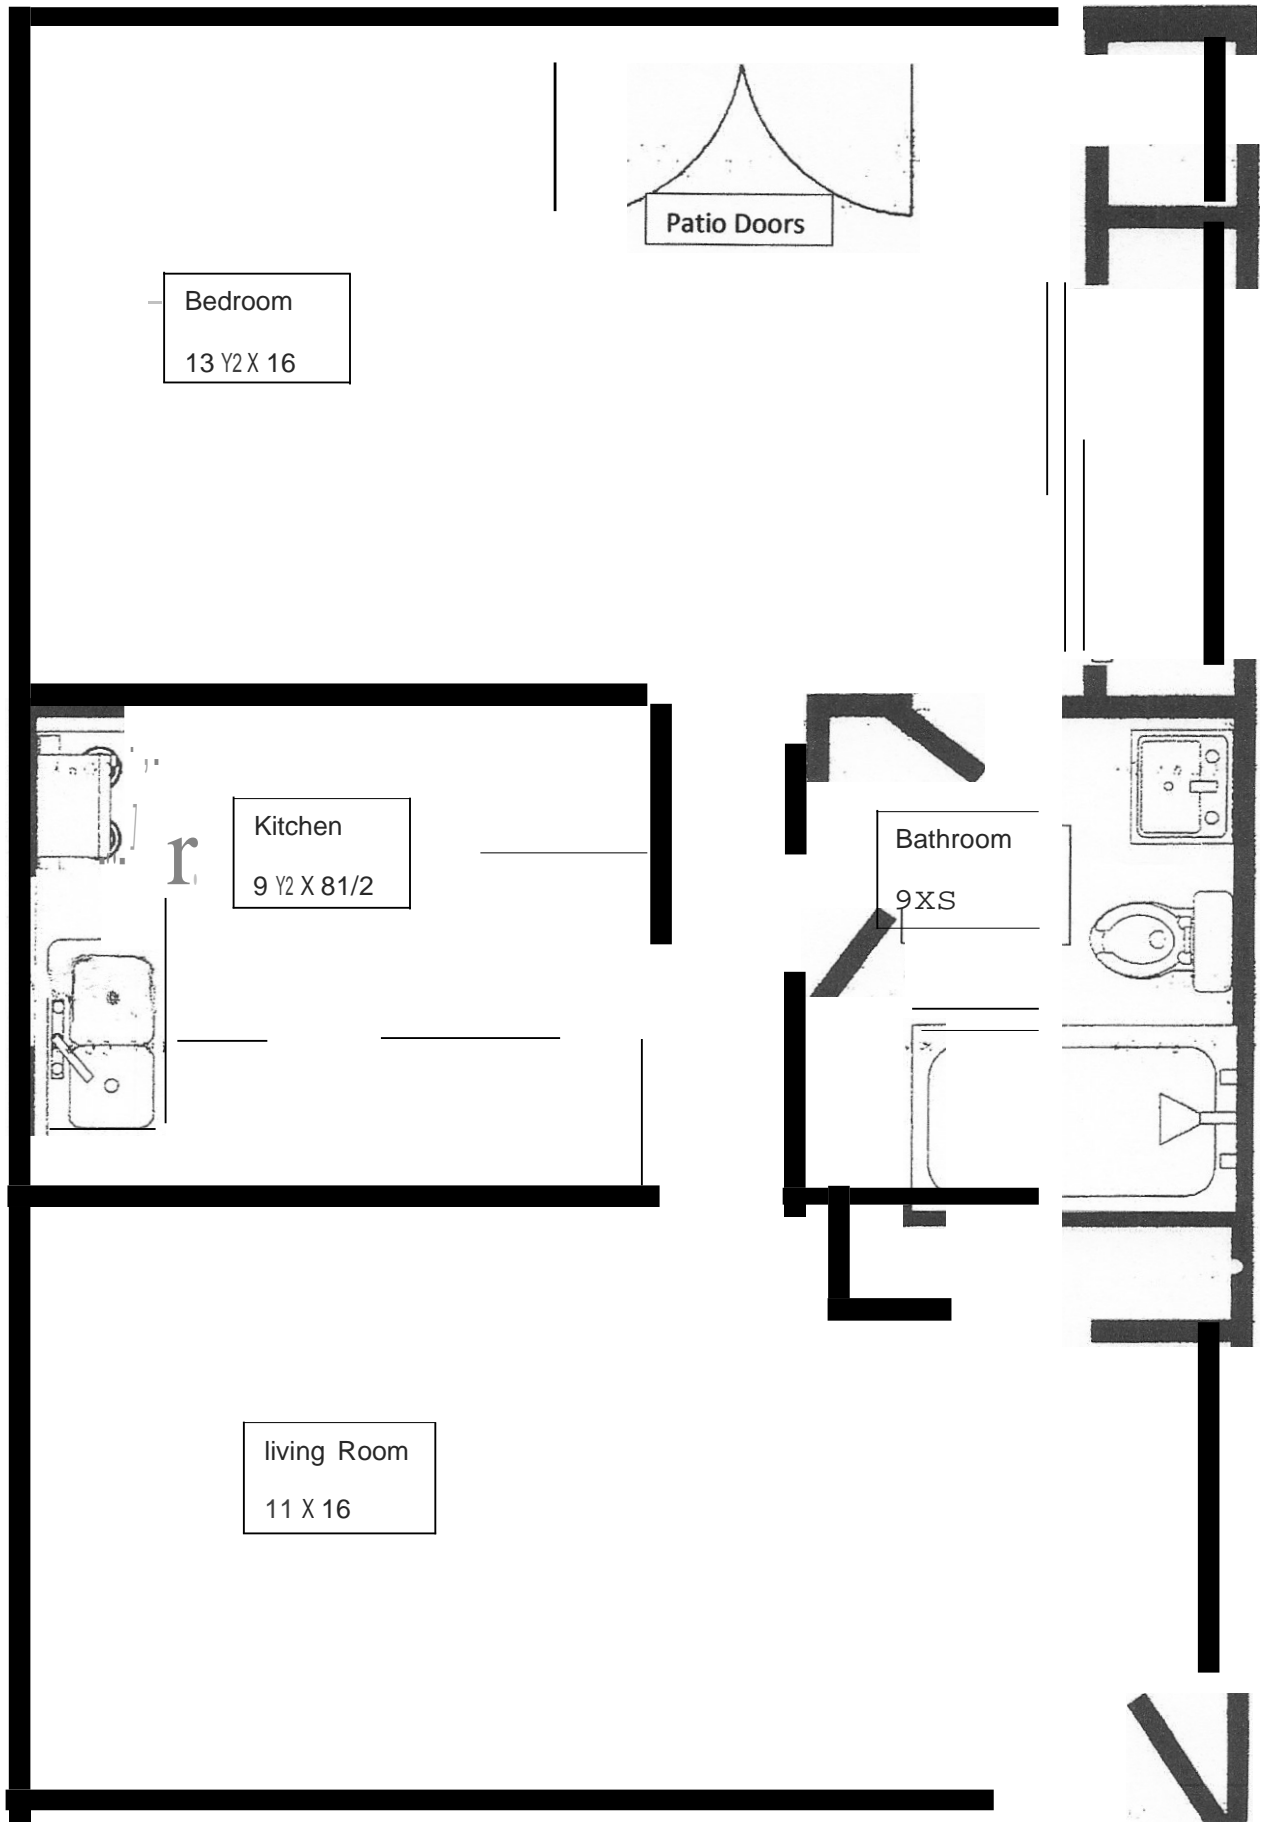 Patio Doors
Bedroom
13 Y2 X 16
Kitchen
9 Y2 X 81/2
r
Bathroom
9XS
living Room
11 X 16